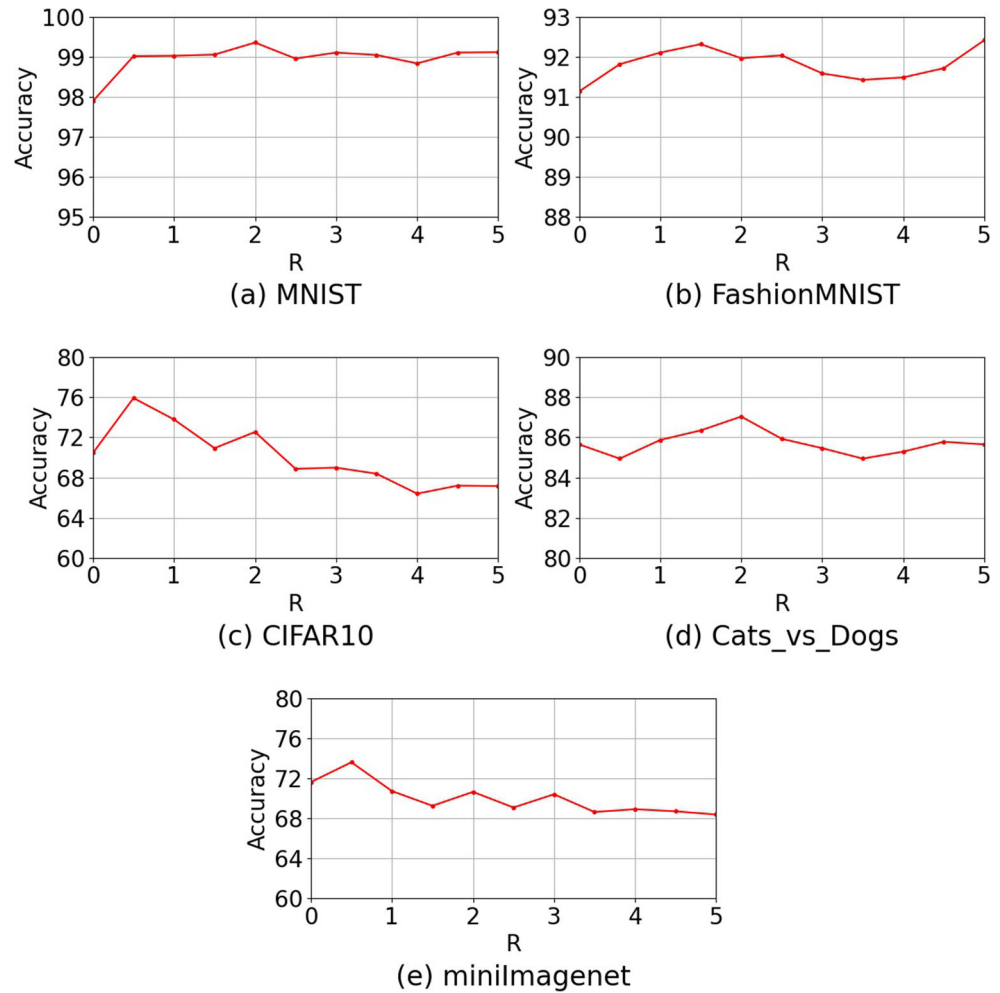 100
99
98
97
96
95
Accuracy
0 1 2 3 4 5
R
(a) MNIST
93
92
91
90
89
88
Accuracy
0 1 2 3 4 5
R
(b) FashionMNIST
80
76
72
68
64
60
Accuracy
0 1 2 3 4 5
R
(c) CIFAR10
90
88
86
84
82
80
Accuracy
0 1 2 3 4 5
R
(d) Cats_vs_Dogs
80
76
72
68
64
60
Accuracy
0 1 2 3 4 5
R
(e) miniImagenet